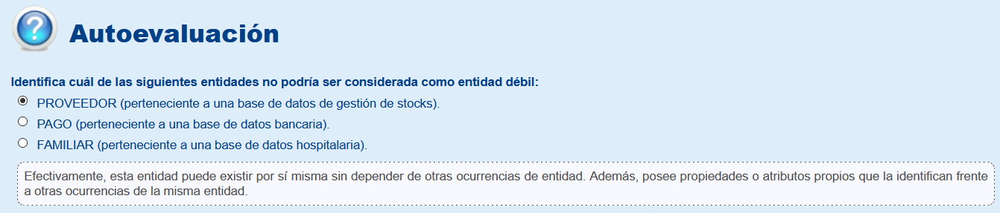 Autoevaluación
Identifica cuál de las siguientes entidades no podría ser considerada como entidad débil:
PROVEEDOR (perteneciente a una base de datos de gestión de stocks).
PAGO (perteneciente a una base de datos bancaria).
FAMILIAR (perteneciente a una base de datos hospitalaria).
Efectivamente, esta entidad puede existir por sí misma sin depender de otras ocurrencias de entidad. Además, posee propiedades o atributos propios que la identifican frente
a otras ocurrencias de la misma entidad.